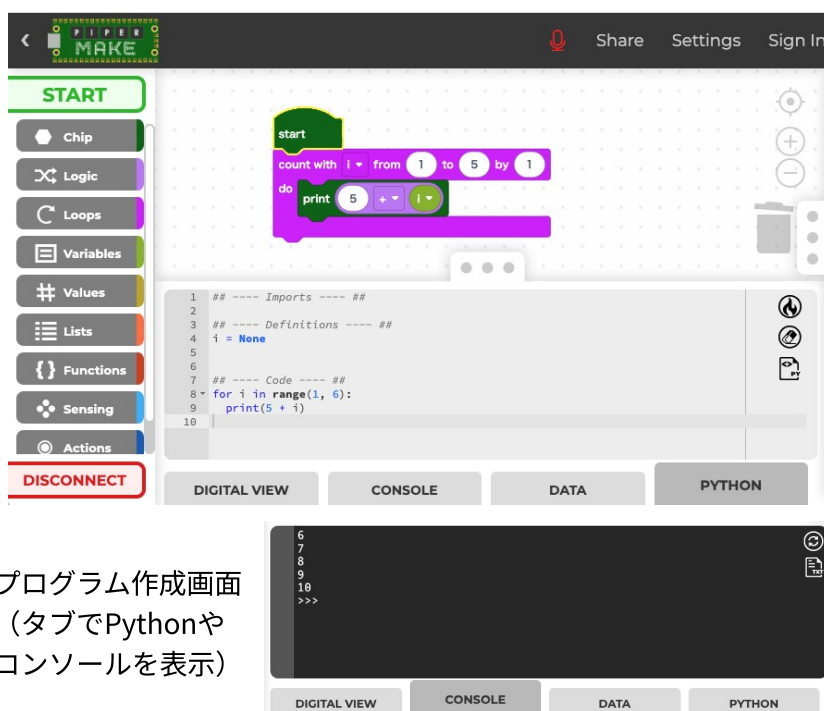 PIPER
MAKE
Share
Settings
Sign In
START
Chip
Logic
Loops
Variables
Values
Lists
Functions
Sensing
Actions
DISCONNECT
start
count with i from 1 to 5 by 1
do
print 5 + i
1 ## ---- Imports ---- ##
2
3 ## ---- Definitions ---- ##
4 i = None
5
6
7 ## ---- Code ---- ##
8 for i in range(1, 6):
9 print(5 + i)
10
PY
DIGITAL VIEW
CONSOLE
DATA
PYTHON
プログラム作成画面
（タブでPythonや
コンソールを表示）
6
7
8
9
10
>>>
TXT
DIGITAL VIEW
CONSOLE
DATA
PYTHON